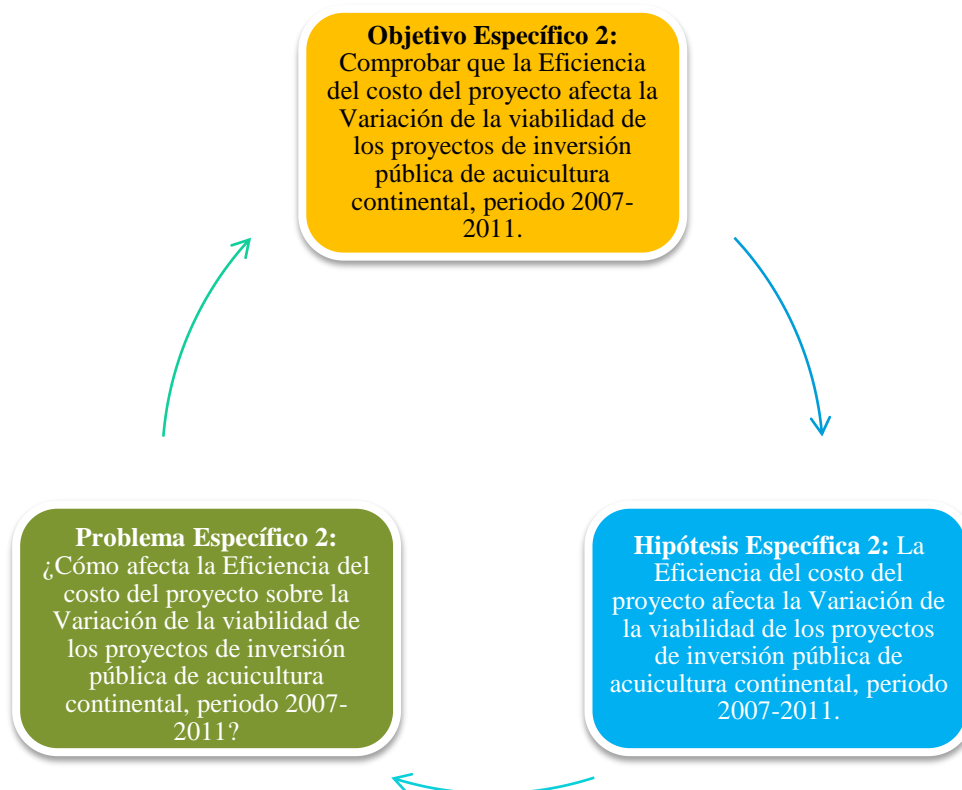 Objetivo Específico 2:
Comprobar que la Eficiencia
del costo del proyecto afecta la
Variación de la viabilidad de
los proyectos de inversión
pública de acuicultura
continental, periodo 2007-
2011.
Problema Específico 2:
¿Cómo afecta la Eficiencia del
costo del proyecto sobre la
Variación de la viabilidad de
los proyectos de inversión
pública de acuicultura
continental, periodo 2007-
2011?
Hipótesis Específica 2: La
Eficiencia del costo del
proyecto afecta la Variación de
la viabilidad de los proyectos
de inversión pública de
acuicultura continental, periodo
2007-2011.